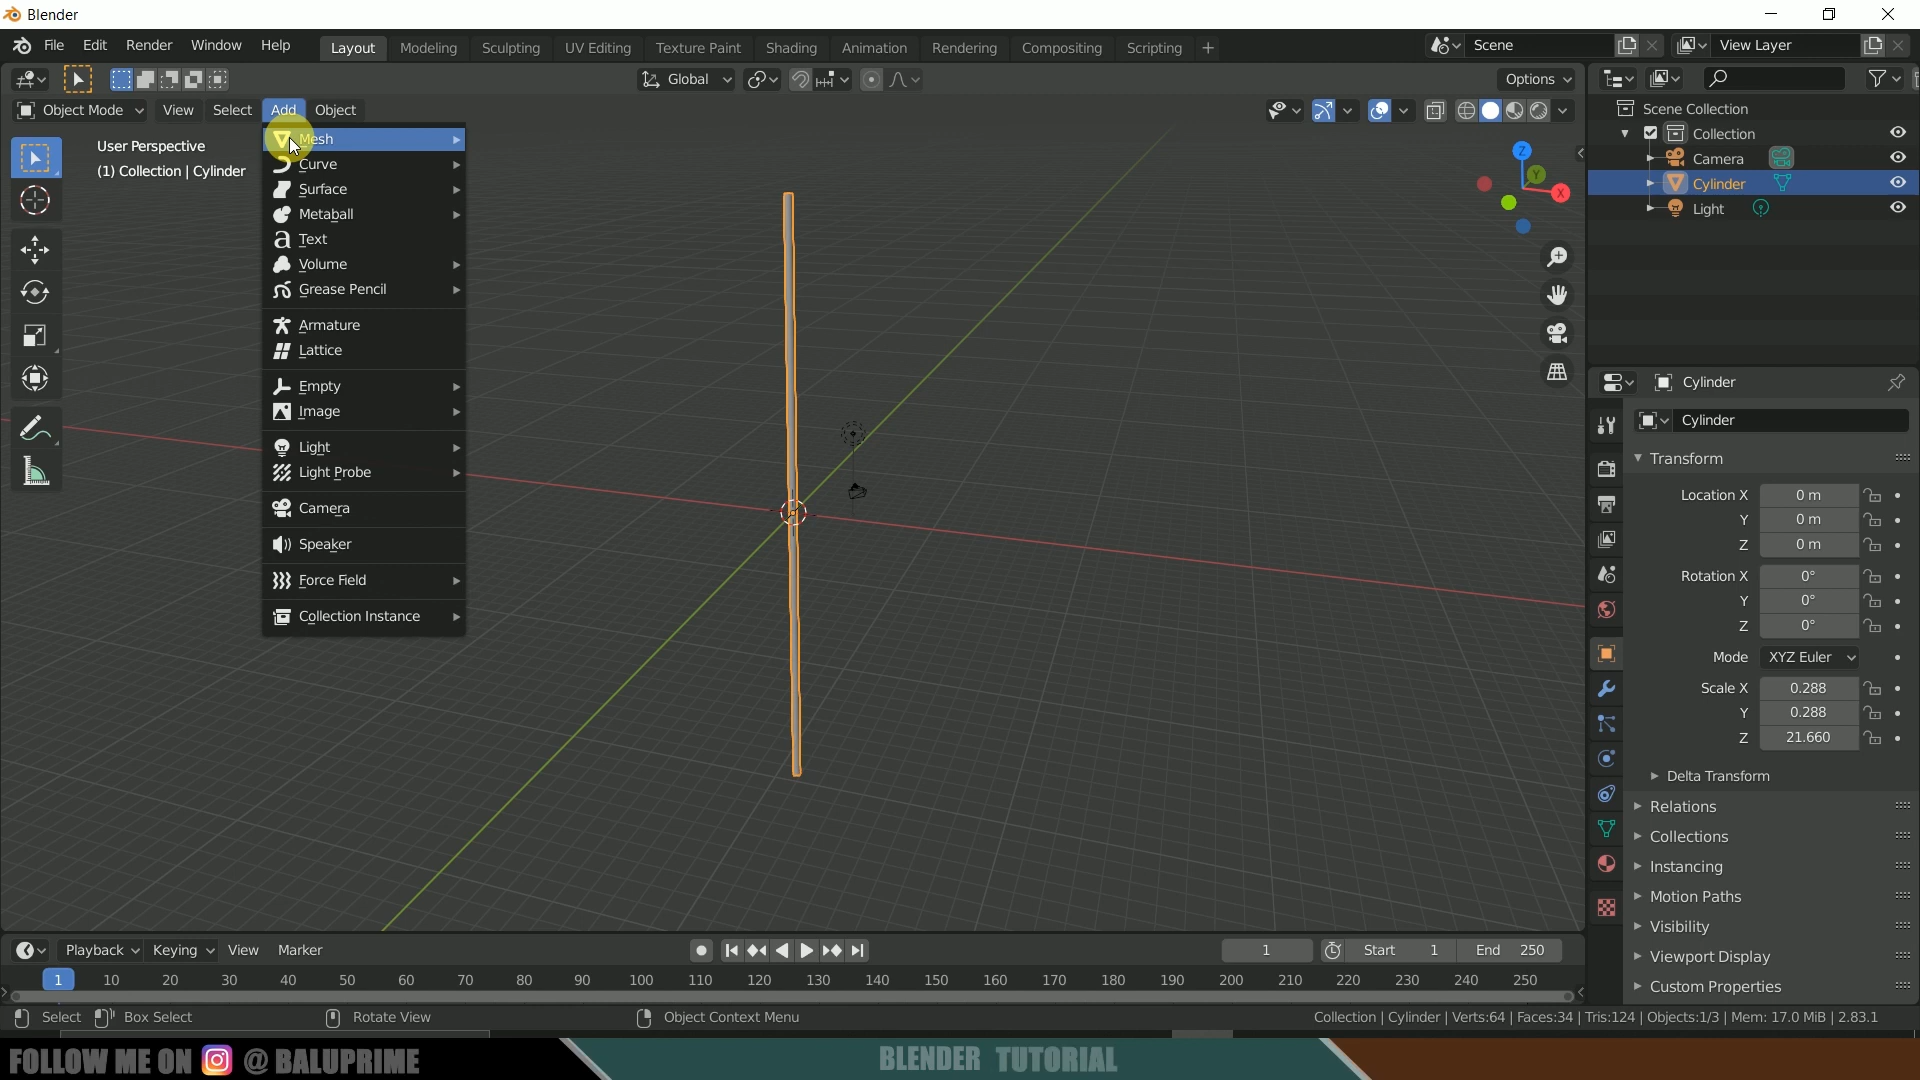 Blender
File Edit Render Window Help Layout Modeling Sculpting UV Editing Texture Paint Shading Animation Rendering Compositing Scripting + Scene View Layer
Global Options
Object Mode View Select Add Object
User Perspective
(1) Collection | Cylinder
Mesh
Curve
Surface
Metaball
Text
Volume
Grease Pencil
Armature
Lattice
Empty
Image
Light
Light Probe
Camera
Speaker
Force Field
Collection Instance
Z
Y
X
Scene Collection
Collection
Camera
Cylinder
Light
Cylinder
Cylinder
Transform
Location X 0 m
Y 0 m
Z 0 m
Rotation X 0°
Y 0°
Z 0°
Mode XYZ Euler
Scale X 0.288
Y 0.288
Z 21.660
Delta Transform
Relations
Collections
Instancing
Motion Paths
Visibility
Viewport Display
Custom Properties
Playback Keying View Marker 1 Start 1 End 250
1 10 20 30 40 50 60 70 80 90 100 110 120 130 140 150 160 170 180 190 200 210 220 230 240 250
Select Box Select Rotate View Object Context Menu Collection | Cylinder | Verts:64 | Faces:34 | Tris:124 | Objects:1/3 | Mem: 17.0 MiB | 2.83.1
FOLLOW ME ON @ BALUPRIME BLENDER TUTORIAL